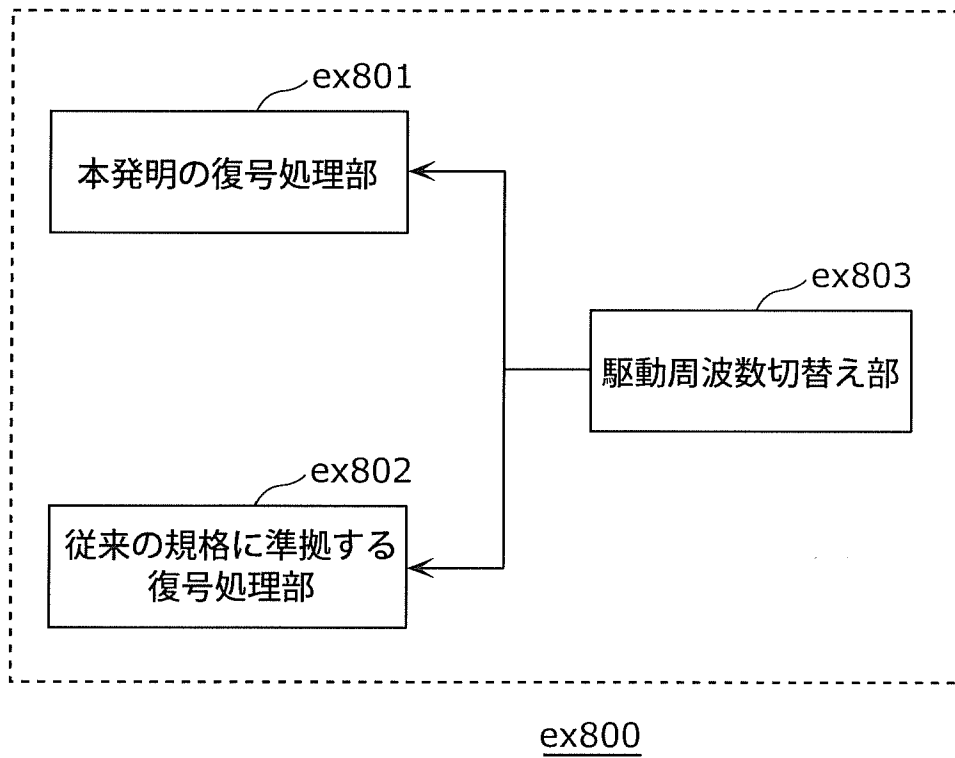 ex801
本発明の復号処理部
ex803
駆動周波数切替え部
ex802
従来の規格に準拠する
復号処理部
ex800